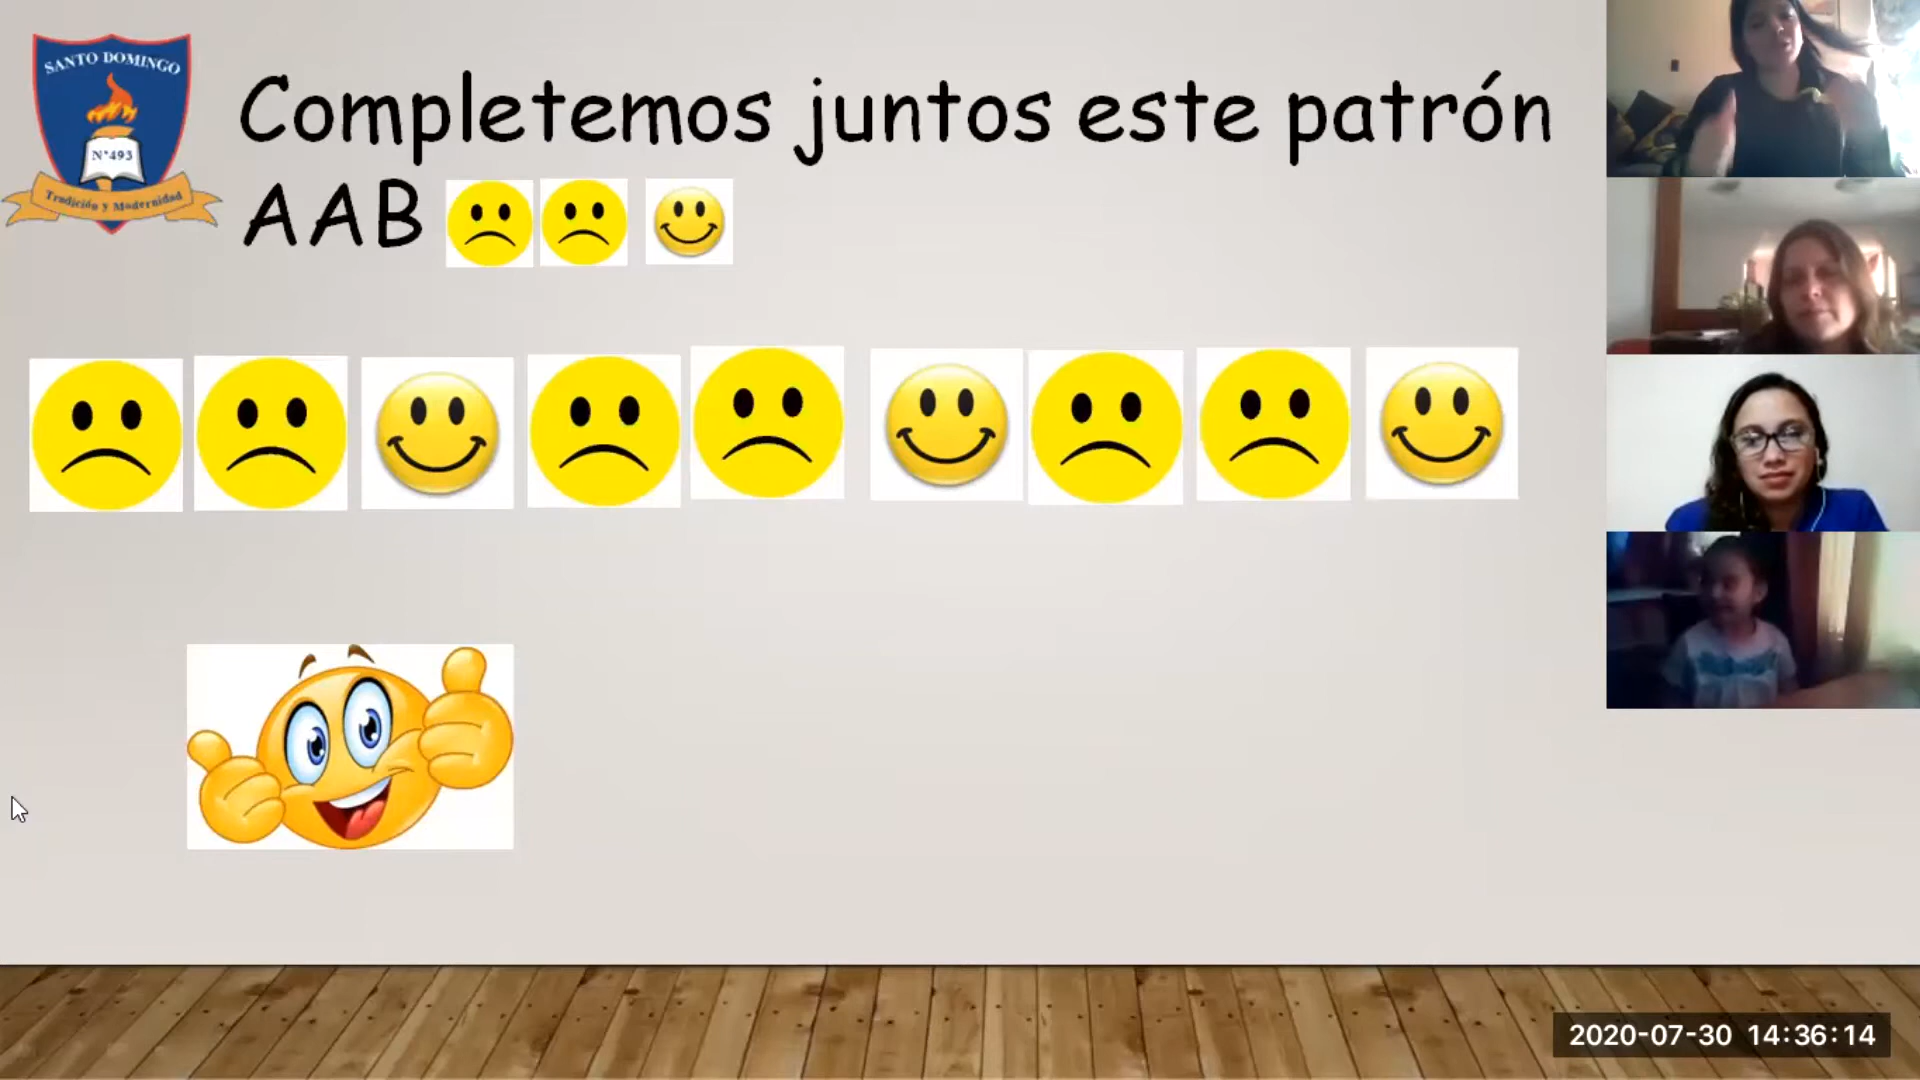 SANTO DOMINGO
N°493
Tradición y Modernidad
Completemos juntos este patrón
AAB
2020-07-30 14:36:14